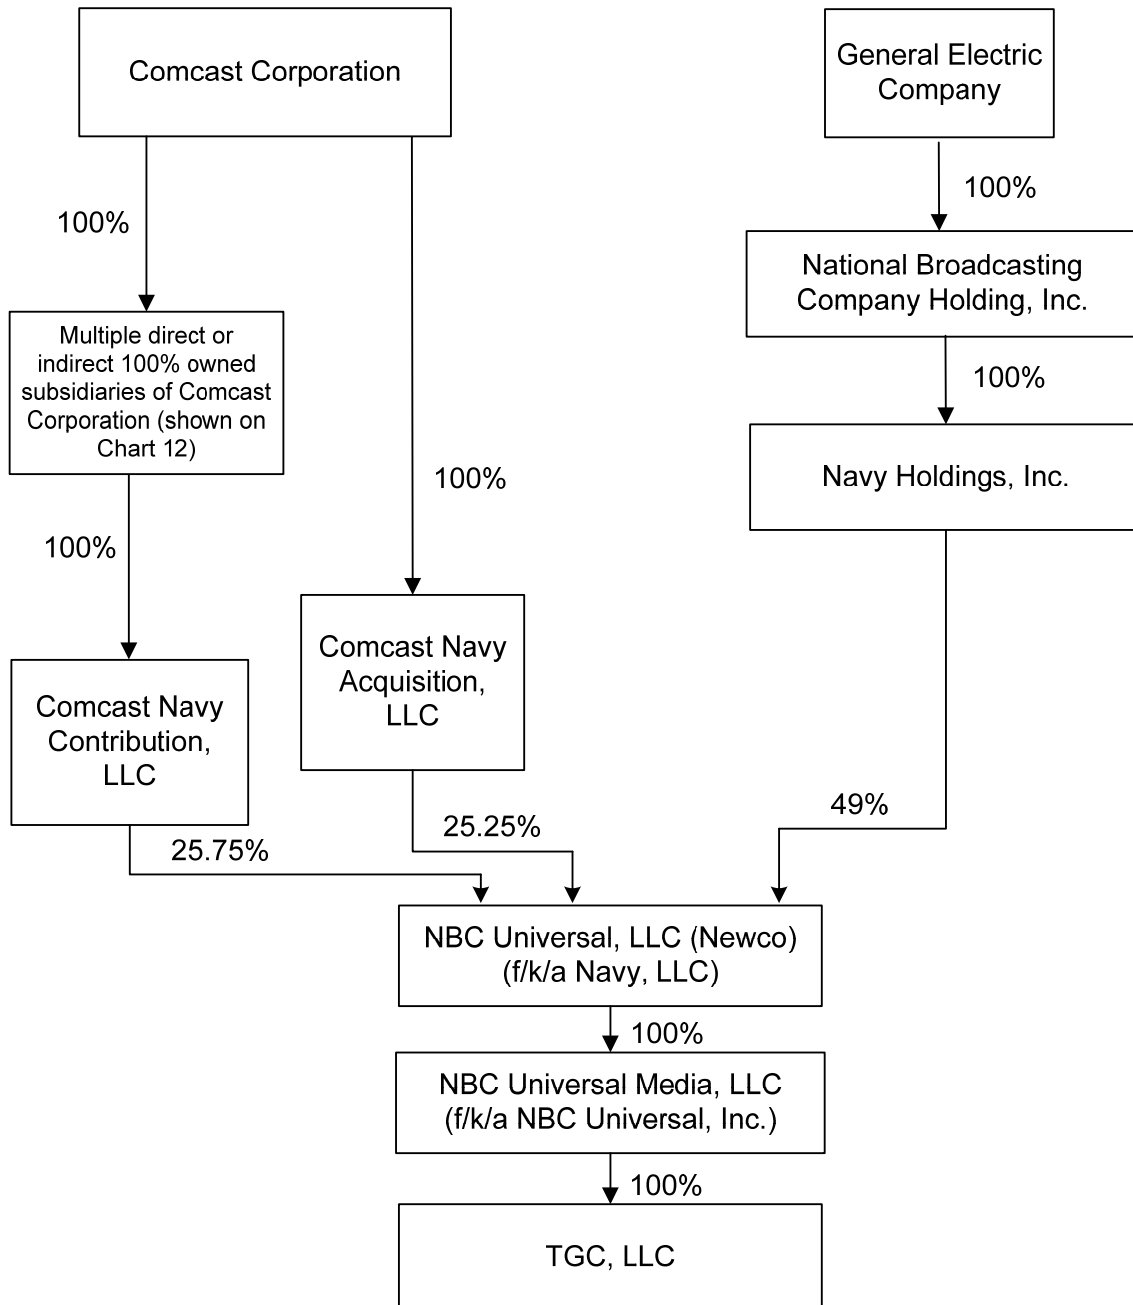 Comcast Corporation
General Electric
Company
100%
100%
National Broadcasting
Company Holding, Inc.
Multiple direct or
indirect 100% owned
subsidiaries of Comcast
Corporation (shown on
Chart 12)
100%
Navy Holdings, Inc.
100%
100%
Comcast Navy
Acquisition,
LLC
Comcast Navy
Contribution,
LLC
25.75%
25.25%
49%
NBC Universal, LLC (Newco)
(f/k/a Navy, LLC)
100%
NBC Universal Media, LLC
(f/k/a NBC Universal, Inc.)
100%
TGC, LLC